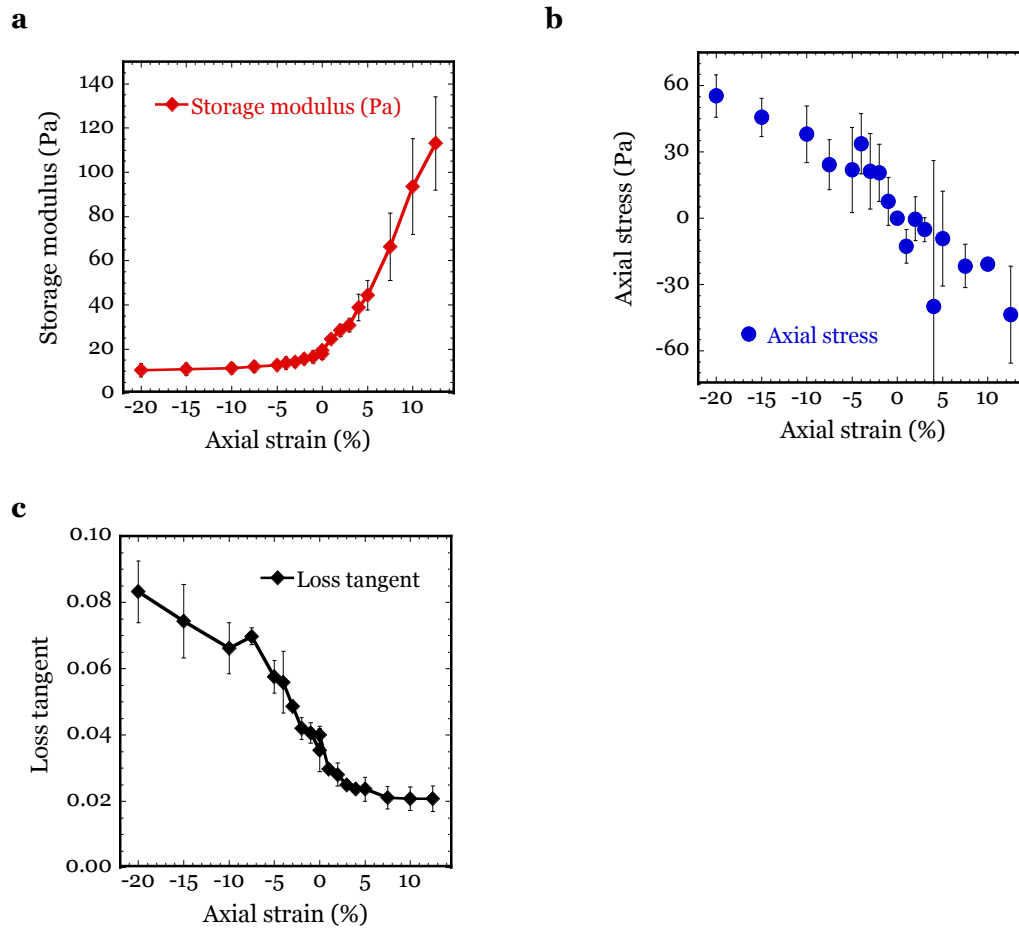 a
140
120
100
80
60
40
20
0
Storage modulus (Pa)
Storage modulus (Pa)
-20 -15 -10 -5 0 5 10
Axial strain (%)
b
60
30
0
-30
-60
Axial stress (Pa)
Axial stress
-20 -15 -10 -5 0 5 10
Axial strain (%)
c
0.10
0.08
0.06
0.04
0.02
0.00
Loss tangent
Loss tangent
-20 -15 -10 -5 0 5 10
Axial strain (%)